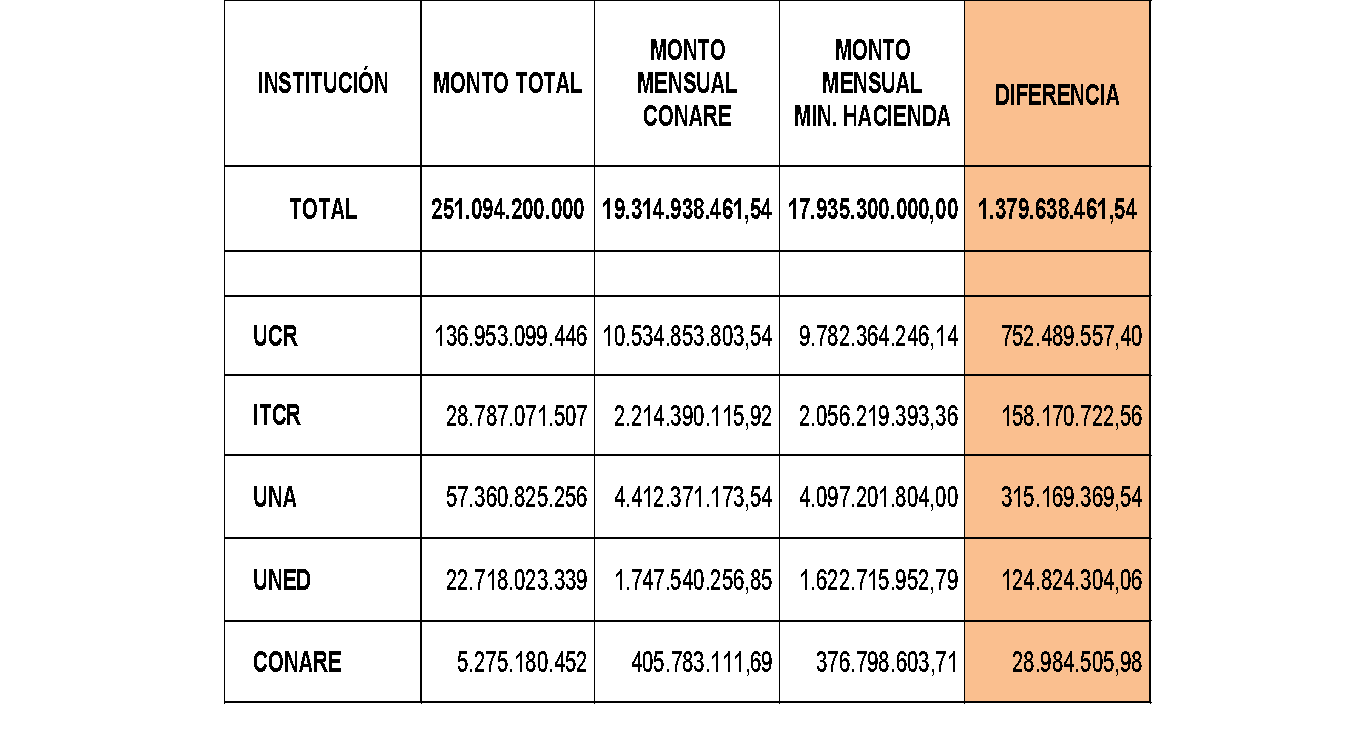 INSTITUCIÓN MONTO TOTAL MONTO MENSUAL CONARE MONTO MENSUAL MIN. HACIENDA DIFERENCIA
TOTAL 251.094.200.000 19.314.938.461,54 17.935.300.000,00 1.379.638.461,54
UCR 136.953.099.446 10.534.853.803,54 9.782.364.246,14 752.489.557,40
ITCR 28.787.071.507 2.214.390.115,92 2.056.219.393,36 158.170.722,56
UNA 57.360.825.256 4.412.371.173,54 4.097.201.804,00 315.169.369,54
UNED 22.718.023.339 1.747.540.256,85 1.622.715.952,79 124.824.304,06
CONARE 5.275.180.452 405.783.111,69 376.798.603,71 28.984.505,98